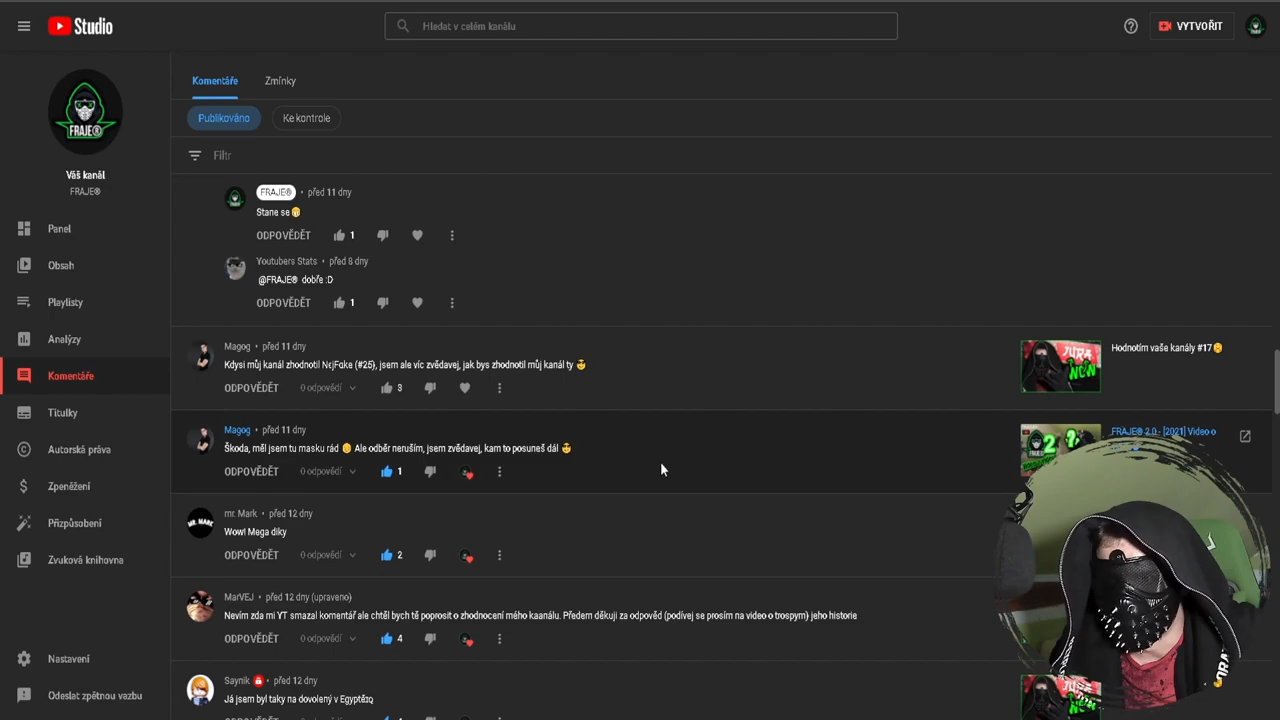 Studio
Hledat v celém kanálu
VYTVOŘIT
FRAJE®
Váš kanál
FRAJE®
Panel
Obsah
Playlisty
Analýzy
Komentáře
Titulky
Autorská práva
Zpeněžení
Přizpůsobení
Zvuková knihovna
Nastavení
Odeslat zpětnou vazbu
Komentáře
Zmínky
Publikováno
Ke kontrole
Filtr
FRAJE® • před 11 dny
Stane se
ODPOVĚDĚT 1
Youtubers Stats • před 8 dny
@FRAJE® dobře :D
ODPOVĚDĚT 1
Magog • před 11 dny
Kdysi můj kanál zhodnotil NejFake (#25), jsem ale víc zvědavej, jak bys zhodnotil můj kanál ty
ODPOVĚDĚT 0 odpovědí 3
JURA
NOW
Hodnotím vaše kanály #17
Magog • před 11 dny
Škoda, měl jsem tu masku rád Ale odběr neruším, jsem zvědavej, kam to posuneš dál
ODPOVĚDĚT 0 odpovědí 1
FRAJE® 2.0 - [2021] Video o
mr. Mark • před 12 dny
Wow! Mega díky
ODPOVĚDĚT 0 odpovědí 2
MR. MARK
MarVEJ • před 12 dny (upraveno)
Nevím zda mi YT smazal komentář ale chtěl bych tě poprosit o zhodnocení mého kaanálu. Předem děkuji za odpověd (podívej se prosím na video o trospym) jeho historie
ODPOVĚDĚT 0 odpovědí 4
Sayník • před 12 dny
Já jsem byl taky na dovolený v Egyptězo